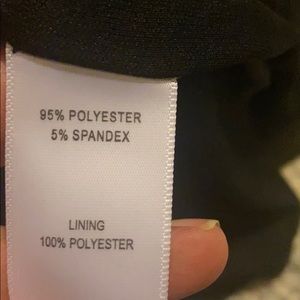 95% POLYESTER
5% SPANDEX
LINING
100% POLYESTER